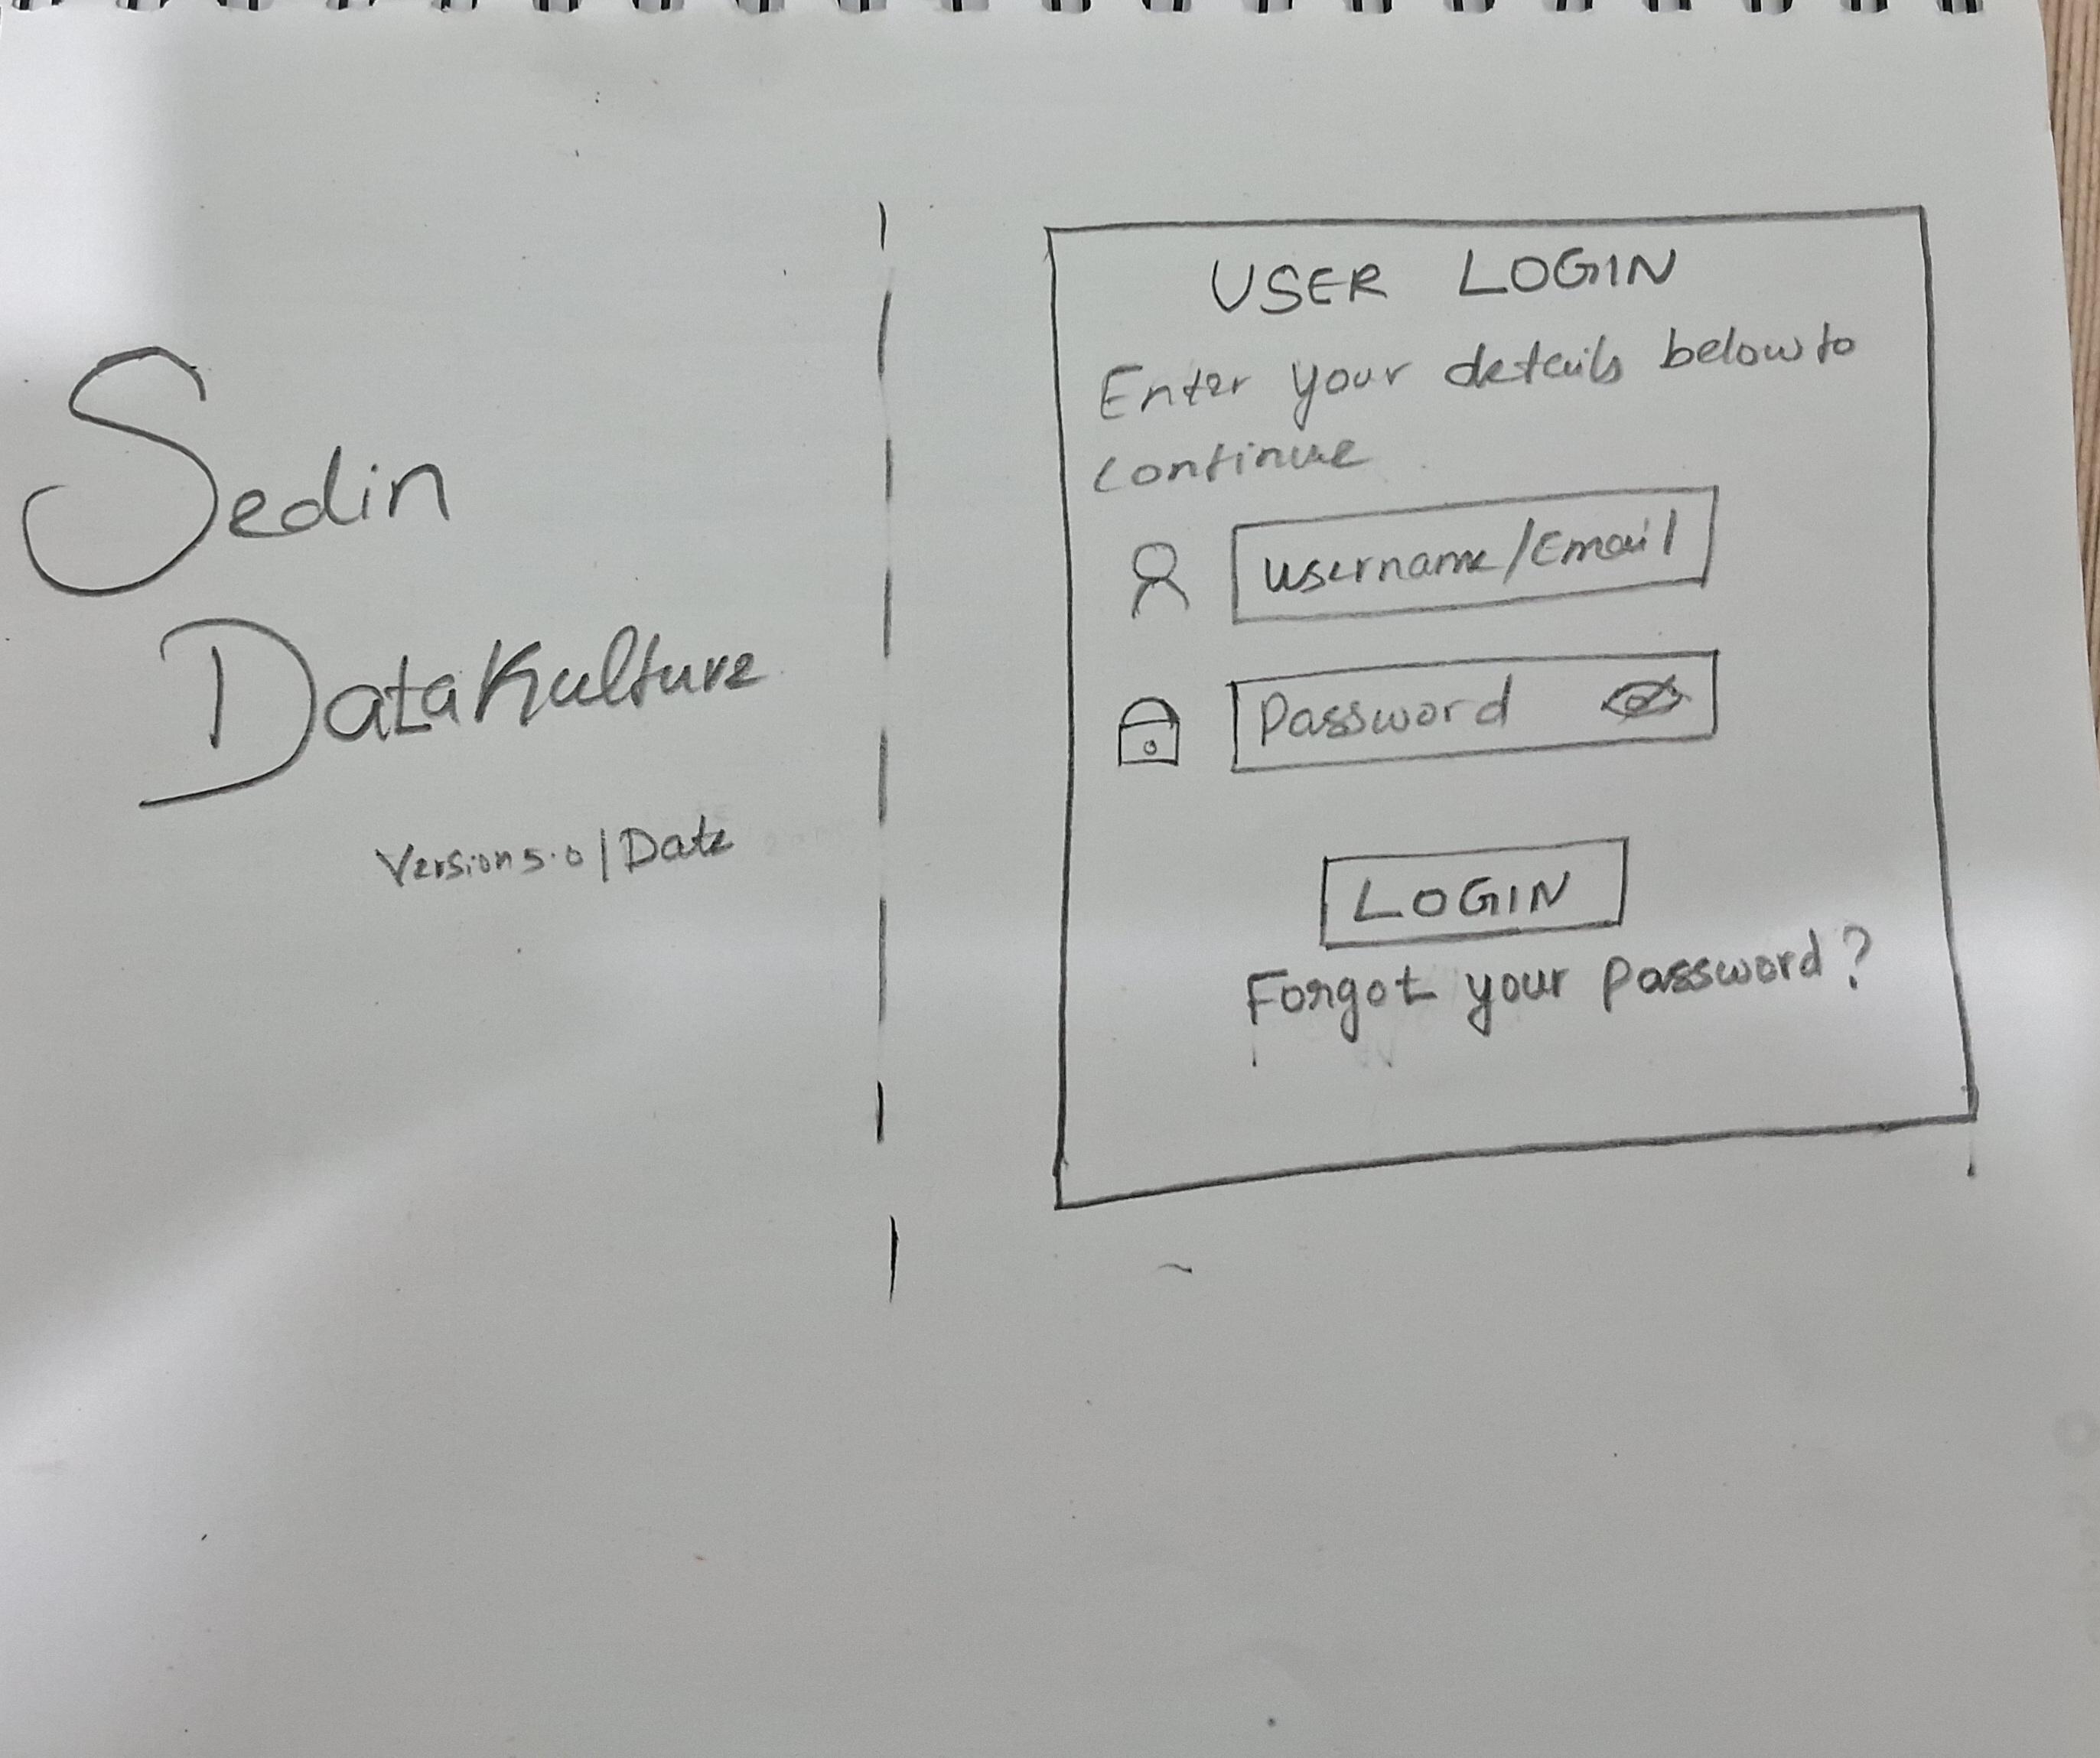 Sedin
DataKulture
Version 5.0 | Date
USER LOGIN
Enter your details below to
continue
username/Email
Password
LOGIN
Forgot your password?